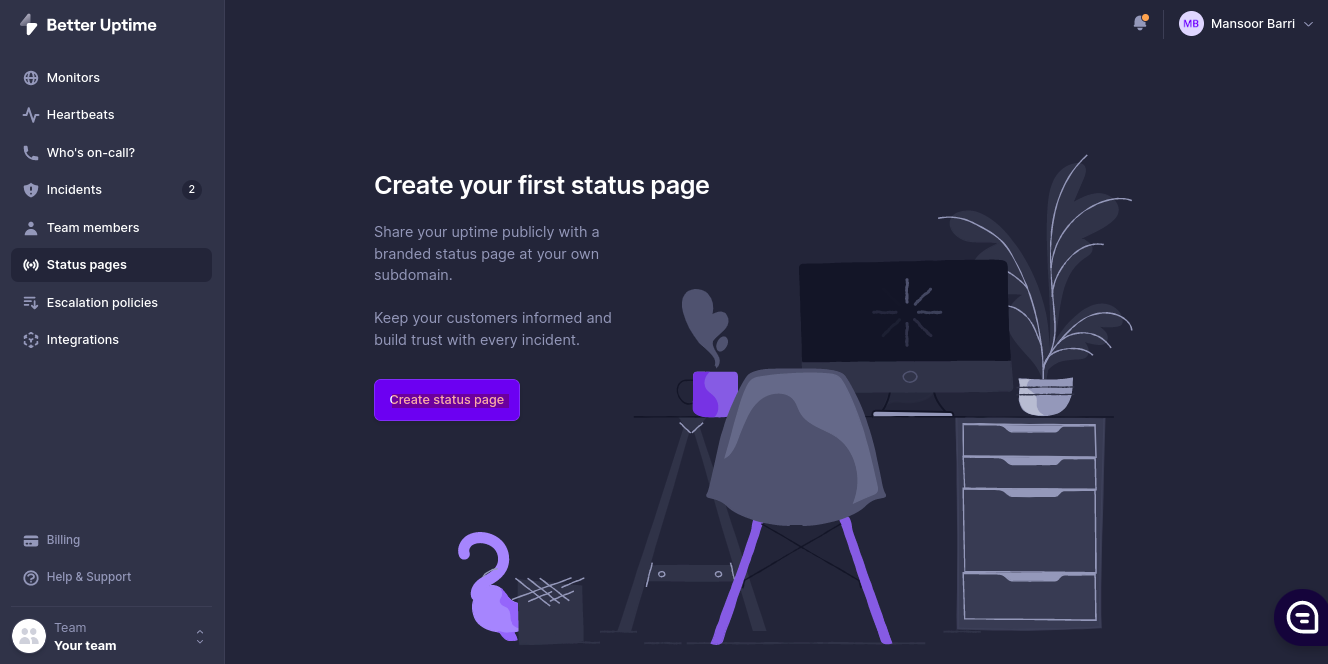 Better Uptime
MB
Mansoor Barri
Monitors
Heartbeats
Who's on-call?
Incidents
2
Team members
Status pages
Escalation policies
Integrations
Create your first status page
Share your uptime publicly with a
branded status page at your own
subdomain.
Keep your customers informed and
build trust with every incident.
Create status page
Billing
Help & Support
Team
Your team